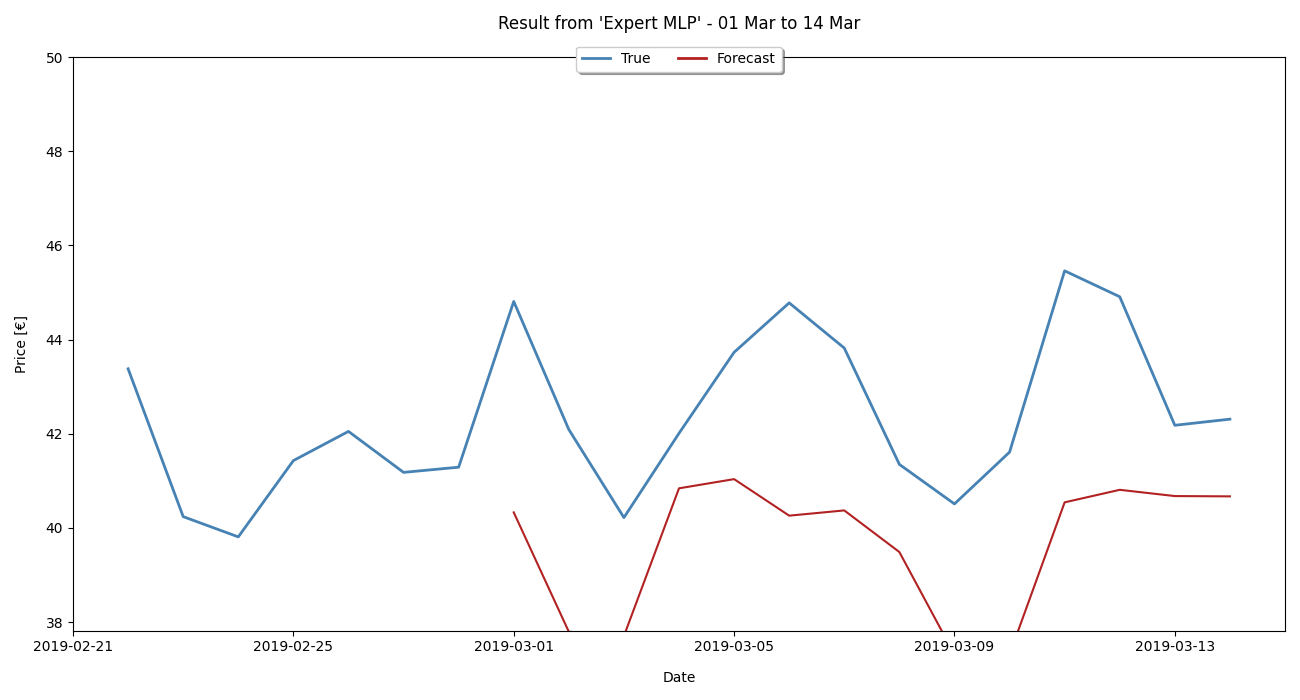 Result from 'Expert MLP' - 01 Mar to 14 Mar
True Forecast
50
48
46
44
42
40
38
Price [€]
2019-02-21 2019-02-25 2019-03-01 2019-03-05 2019-03-09 2019-03-13
Date